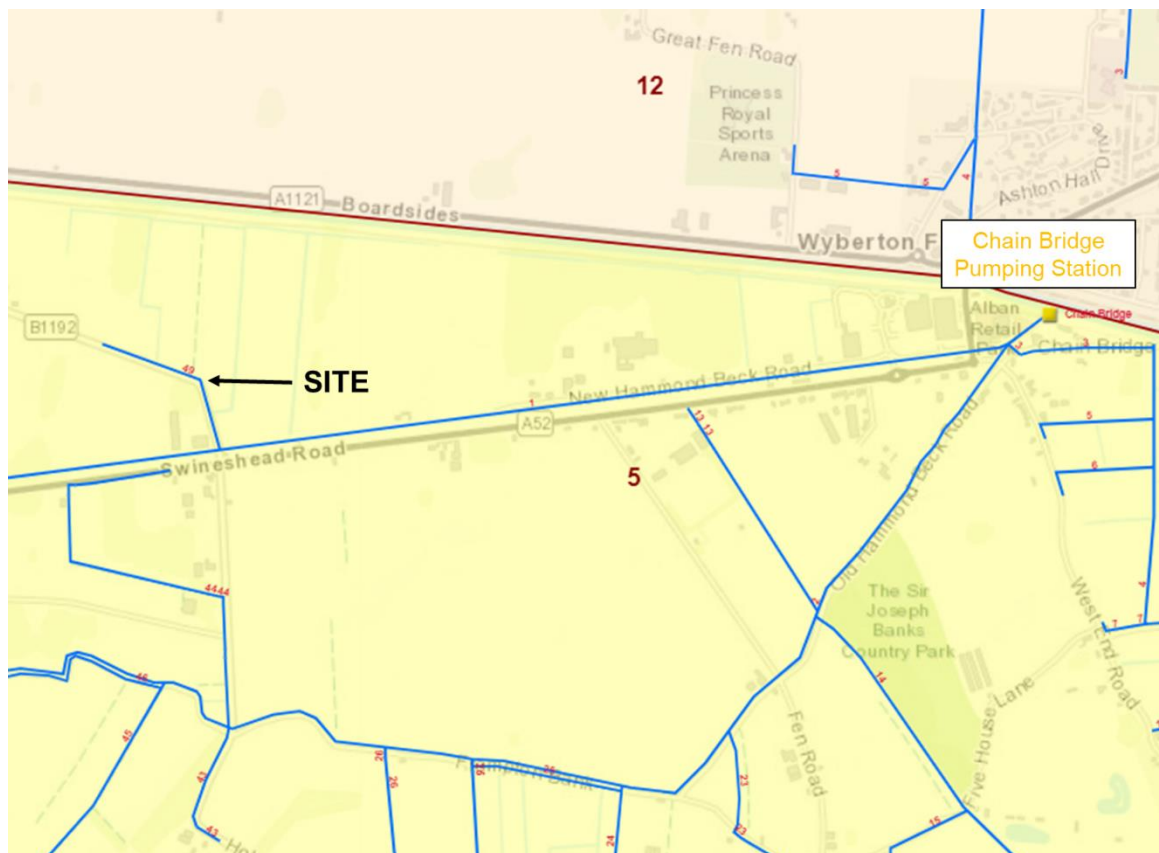 Great Fen Road
12
3
Princess
Royal
Sports
Arena
Ashton Hall Drive
5
5
4
A1121
Boardsides
Wyberton F
Chain Bridge
Pumping Station
B1192
Alban
Retail
Chain Bridge
3
3
Chain Bridge
49
SITE
New Hammond Beck Road
1
A52
Swineshead Road
13 13
5
5
6
Old Hammond Beck Road
4444
The Sir
Joseph
Banks
Country Park
West End Road
4
7
7
14
Five House Lane
46
45
43
43
26
26
26
24
Fen Road
23
23
15